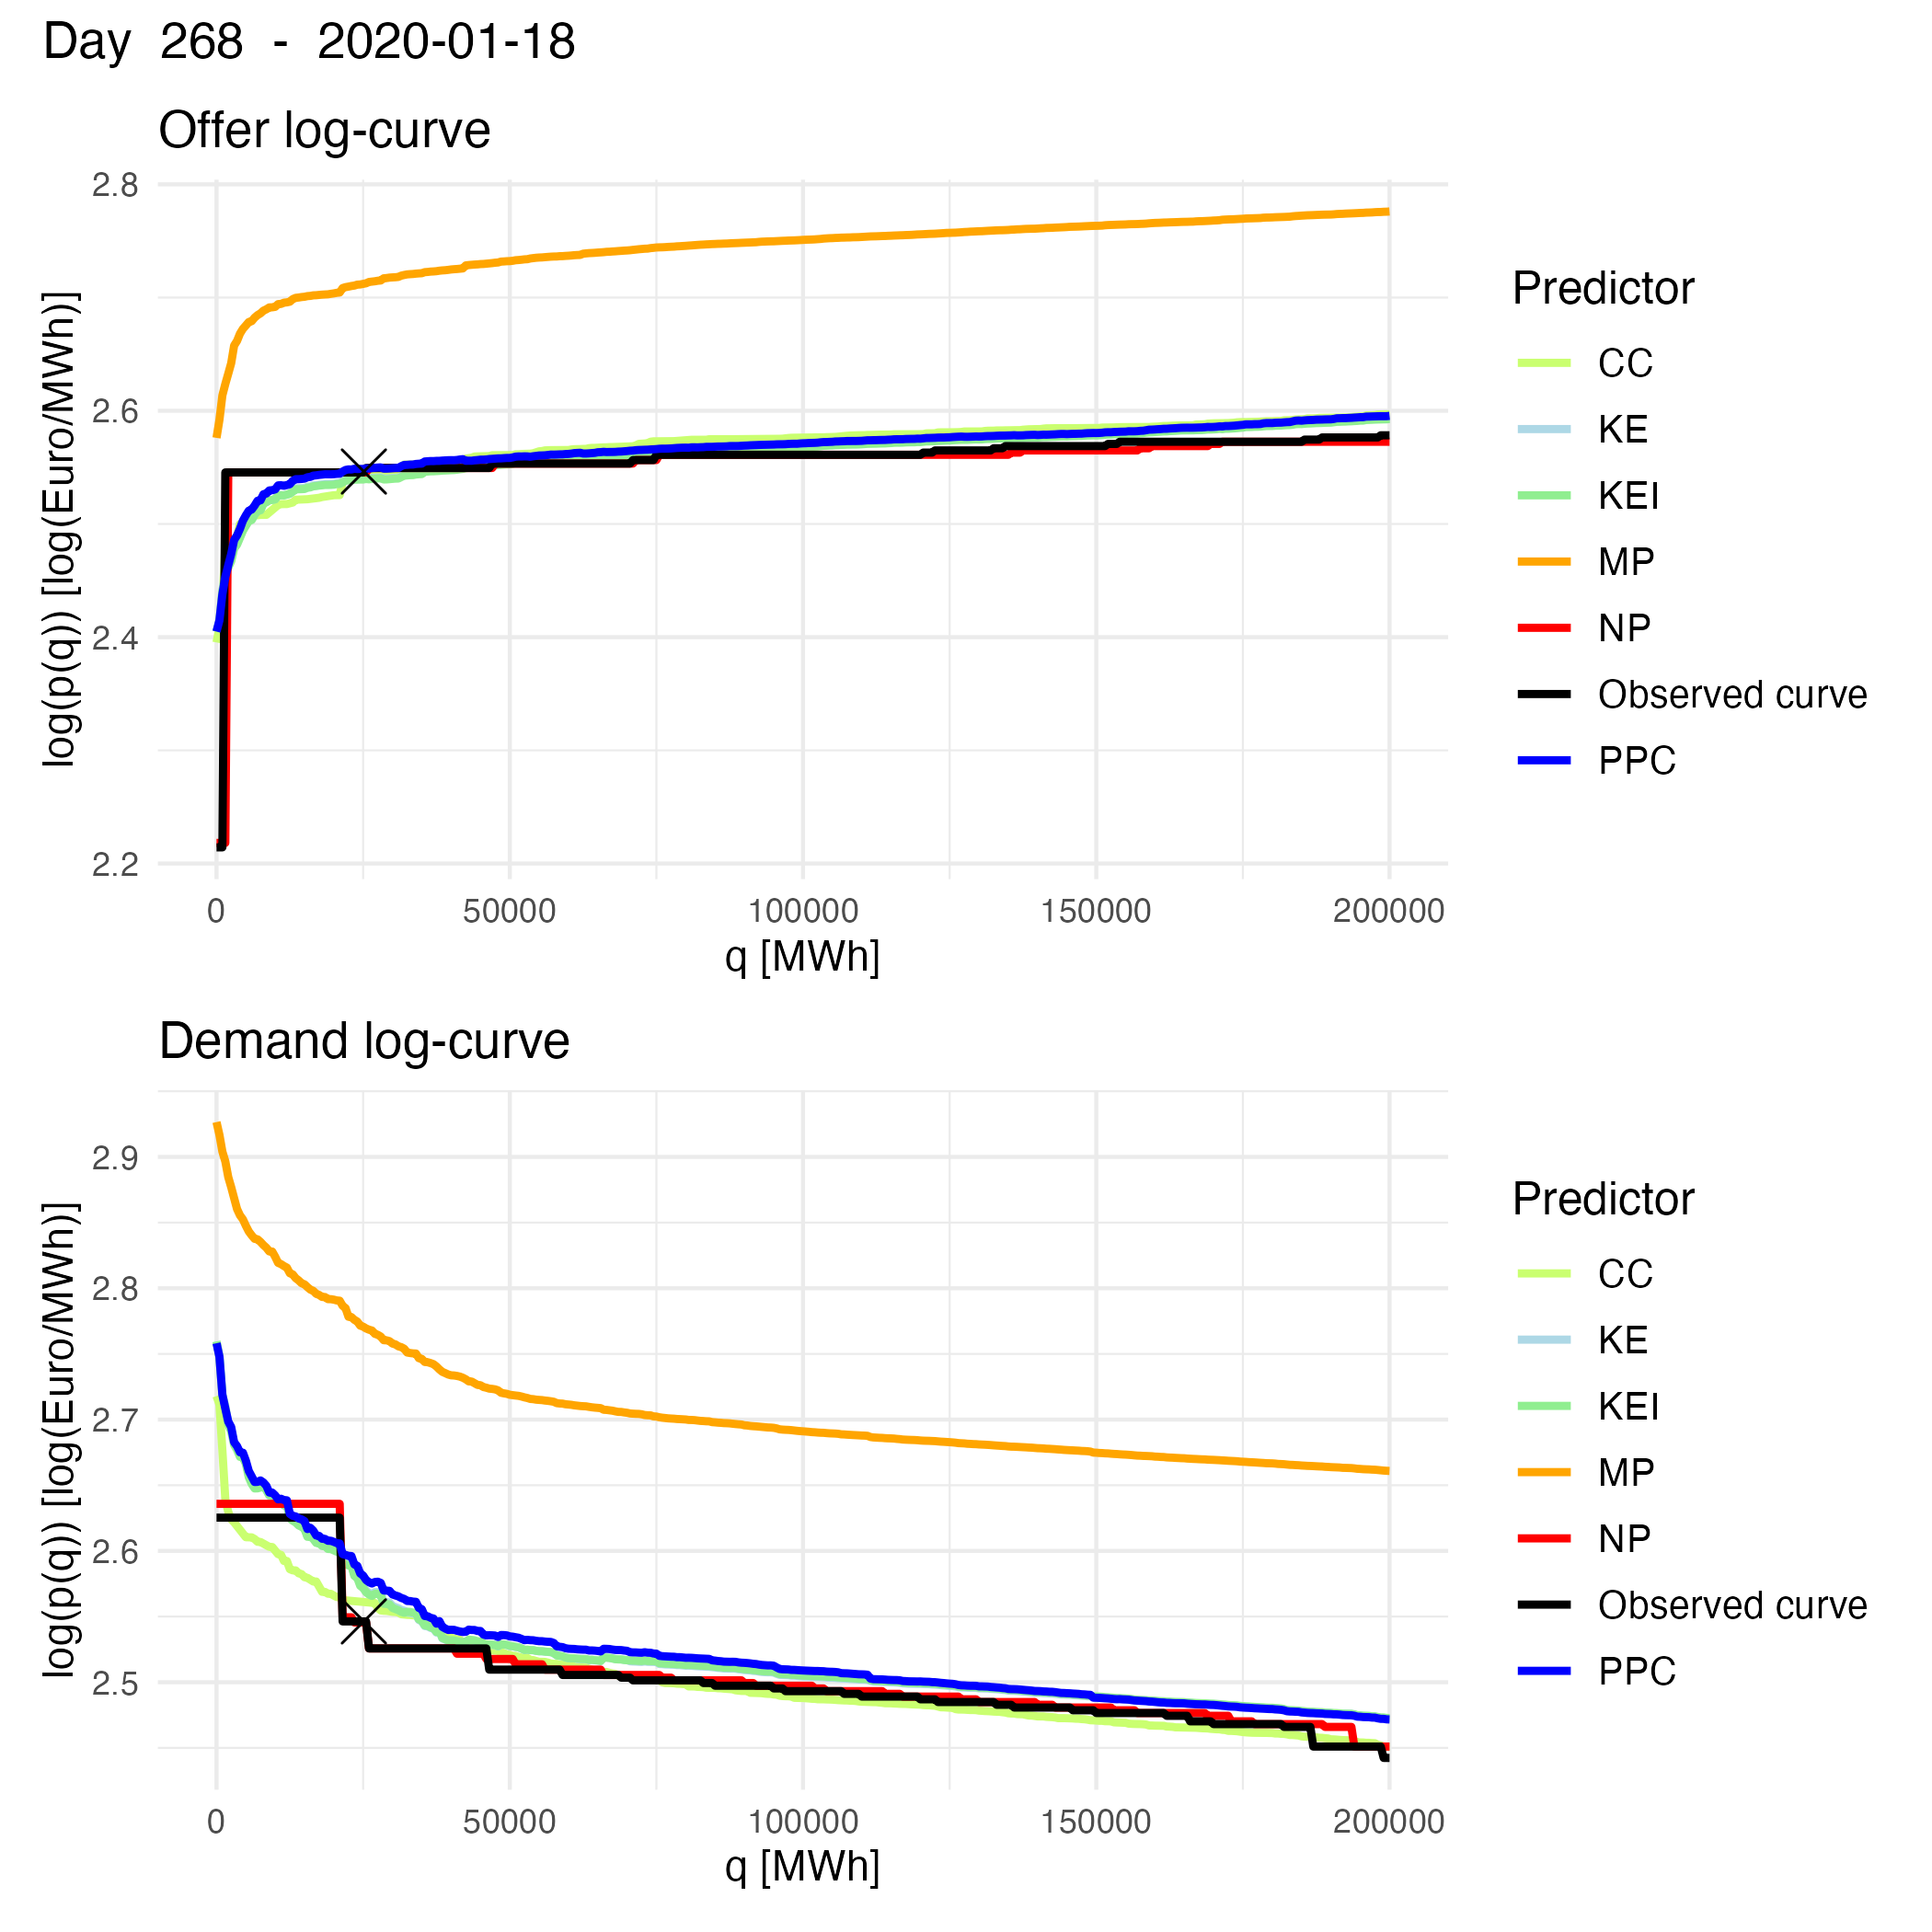 Day 268 - 2020-01-18
Offer log-curve
log(p(q)) [log(Euro/MWh)]
2.8
2.6
2.4
2.2
0 50000 100000 150000 200000
q [MWh]
Predictor
CC
KE
KEI
MP
NP
Observed curve
PPC
Demand log-curve
log(p(q)) [log(Euro/MWh)]
2.9
2.8
2.7
2.6
2.5
0 50000 100000 150000 200000
q [MWh]
Predictor
CC
KE
KEI
MP
NP
Observed curve
PPC